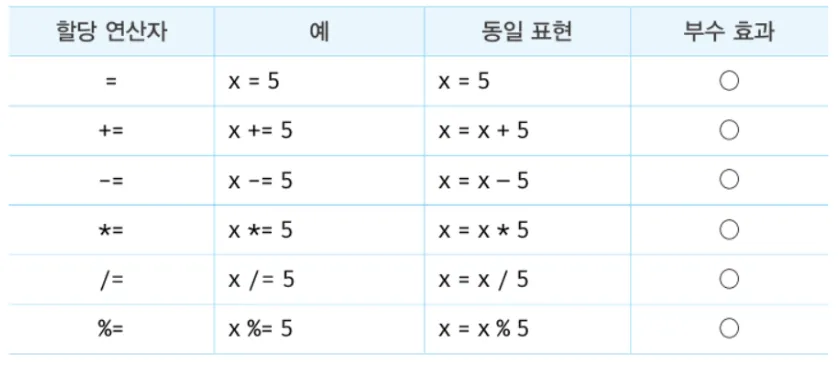 할당 연산자 예 동일 표현 부수 효과
= x = 5 x = 5 ○
+= x += 5 x = x + 5 ○
-= x -= 5 x = x – 5 ○
*= x *= 5 x = x * 5 ○
/= x /= 5 x = x / 5 ○
%= x %= 5 x = x % 5 ○